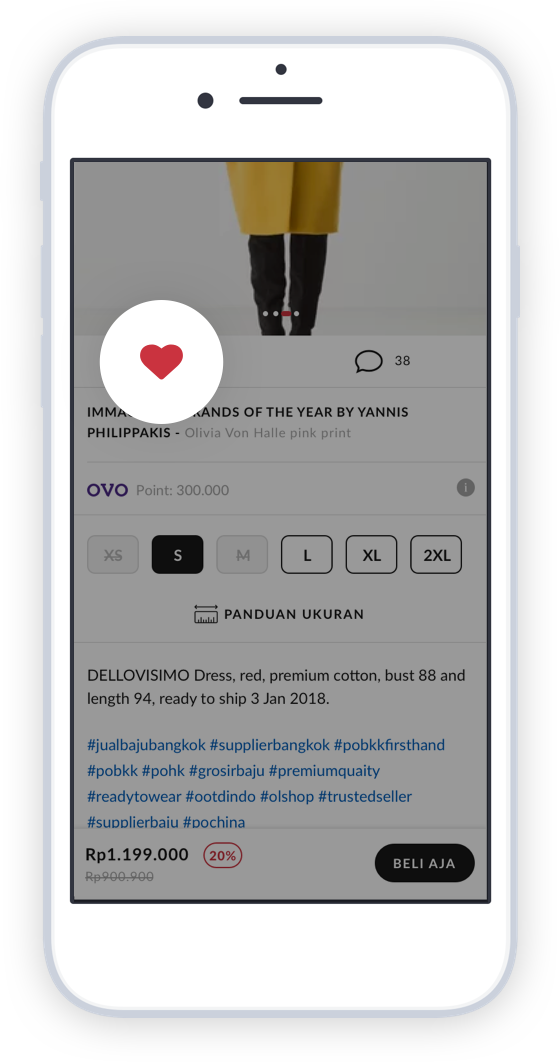 38
IMMA RANDS OF THE YEAR BY YANNIS
PHILIPPAKIS - Olivia Von Halle pink print
OVO Point: 300.000
i
XS S M L XL 2XL
PANDUAN UKURAN
DELLOVISIMO Dress, red, premium cotton, bust 88 and
length 94, ready to ship 3 Jan 2018.
#jualbajubangkok #supplierbangkok #pobkkfirsthand
#pobkk #pohk #grosirbaju #premiumquaity
#readytowear #ootdindo #olshop #trustedseller
#supplierbaju #pochina
Rp1.199.000 20%
Rp900.900
BELI AJA